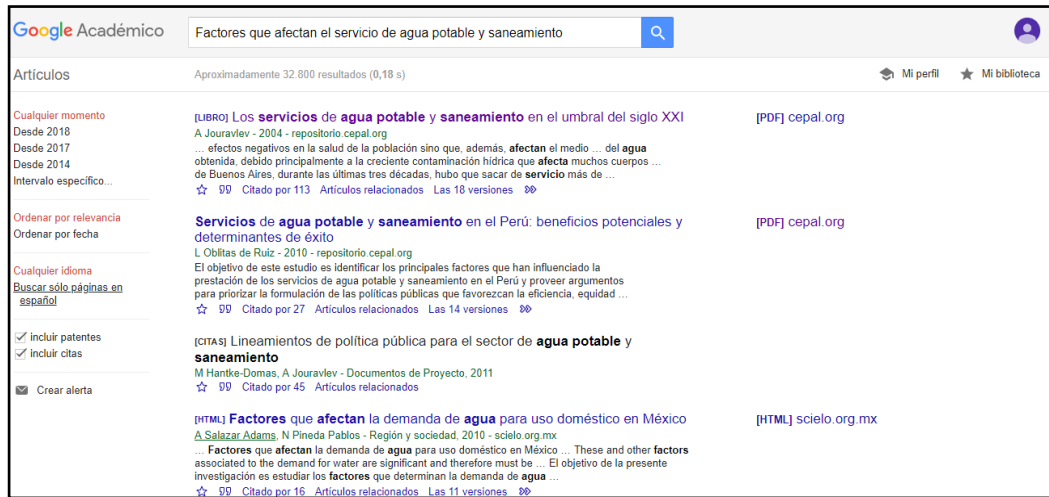 Google Académico
Factores que afectan el servicio de agua potable y saneamiento
Artículos
Aproximadamente 32.800 resultados (0,18 s)
Mi perfil
Mi biblioteca
Cualquier momento
Desde 2018
Desde 2017
Desde 2014
Intervalo específico...
Ordenar por relevancia
Ordenar por fecha
Cualquier idioma
Buscar sólo páginas en
español
incluir patentes
incluir citas
Crear alerta
[LIBRO] Los servicios de agua potable y saneamiento en el umbral del siglo XXI
A Jouravlev - 2004 - repositorio.cepal.org
... efectos negativos en la salud de la población sino que, además, afectan el medio ... del agua
obtenida, debido principalmente a la creciente contaminación hídrica que afecta muchos cuerpos ...
de Buenos Aires, durante las últimas tres décadas, hubo que sacar de servicio más de ...
Citado por 113 Artículos relacionados Las 18 versiones
[PDF] cepal.org
Servicios de agua potable y saneamiento en el Perú: beneficios potenciales y
determinantes de éxito
L Oblitas de Ruiz - 2010 - repositorio.cepal.org
El objetivo de este estudio es identificar los principales factores que han influenciado la
prestación de los servicios de agua potable y saneamiento en el Perú y proveer argumentos
para priorizar la formulación de las políticas públicas que favorezcan la eficiencia, equidad ...
Citado por 27 Artículos relacionados Las 14 versiones
[PDF] cepal.org
[CITAS] Lineamientos de política pública para el sector de agua potable y
saneamiento
M Hantke-Domas, A Jouravlev - Documentos de Proyecto, 2011
Citado por 45 Artículos relacionados
[HTML] Factores que afectan la demanda de agua para uso doméstico en México
A Salazar Adams, N Pineda Pablos - Región y sociedad, 2010 - scielo.org.mx
... Factores que afectan la demanda de agua para uso doméstico en México ... These and other factors
associated to the demand for water are significant and therefore must be ... El objetivo de la presente
investigación es estudiar los factores que determinan la demanda de agua ...
Citado por 16 Artículos relacionados Las 11 versiones
[HTML] scielo.org.mx